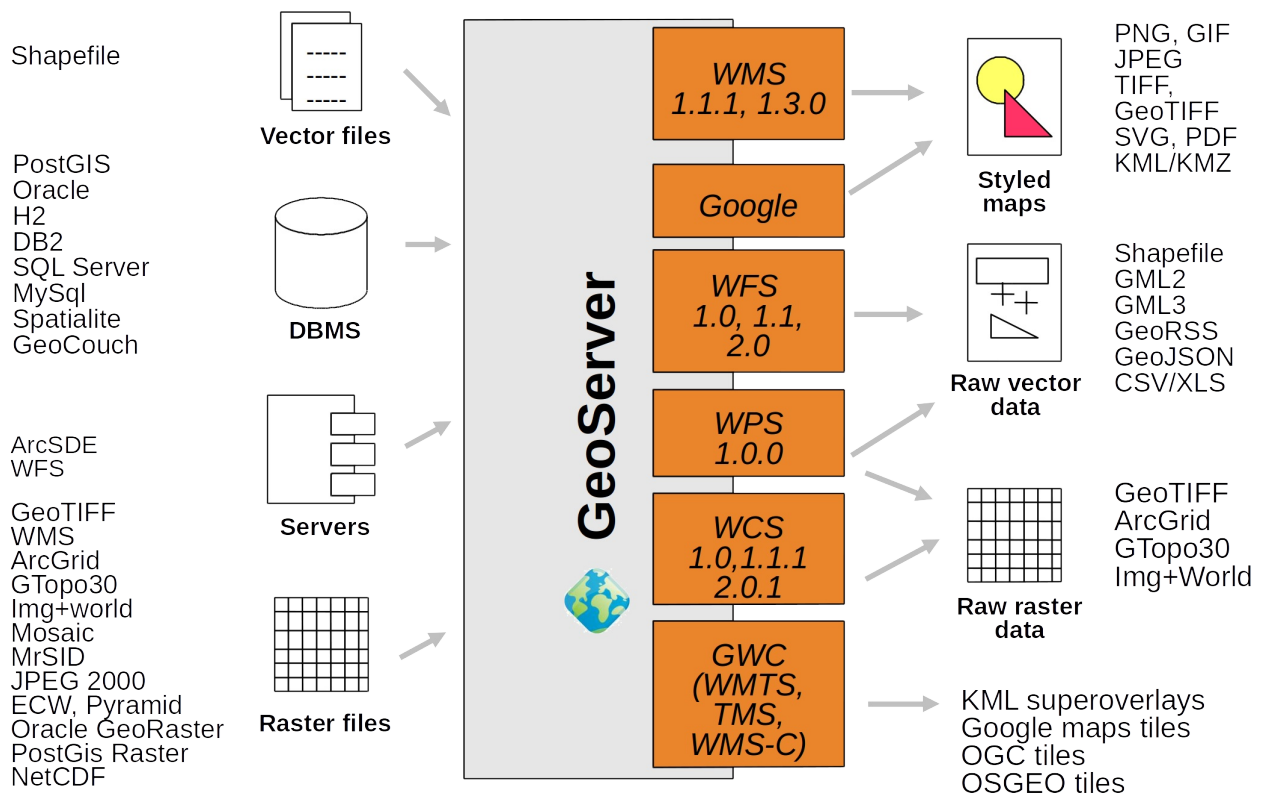 Shapefile
Vector files
PostGIS
Oracle
H2
DB2
SQL Server
MySql
Spatialite
GeoCouch
DBMS
ArcSDE
WFS
Servers
GeoTIFF
WMS
ArcGrid
GTopo30
Img+world
Mosaic
MrSID
JPEG 2000
ECW, Pyramid
Oracle GeoRaster
PostGis Raster
NetCDF
Raster files
GeoServer
WMS
1.1.1, 1.3.0
Google
WFS
1.0, 1.1,
2.0
WPS
1.0.0
WCS
1.0,1.1.1
2.0.1
GWC
(WMTS,
TMS,
WMS-C)
Styled
maps
PNG, GIF
JPEG
TIFF,
GeoTIFF
SVG, PDF
KML/KMZ
Raw vector
data
Shapefile
GML2
GML3
GeoRSS
GeoJSON
CSV/XLS
Raw raster
data
GeoTIFF
ArcGrid
GTopo30
Img+World
KML superoverlays
Google maps tiles
OGC tiles
OSGEO tiles